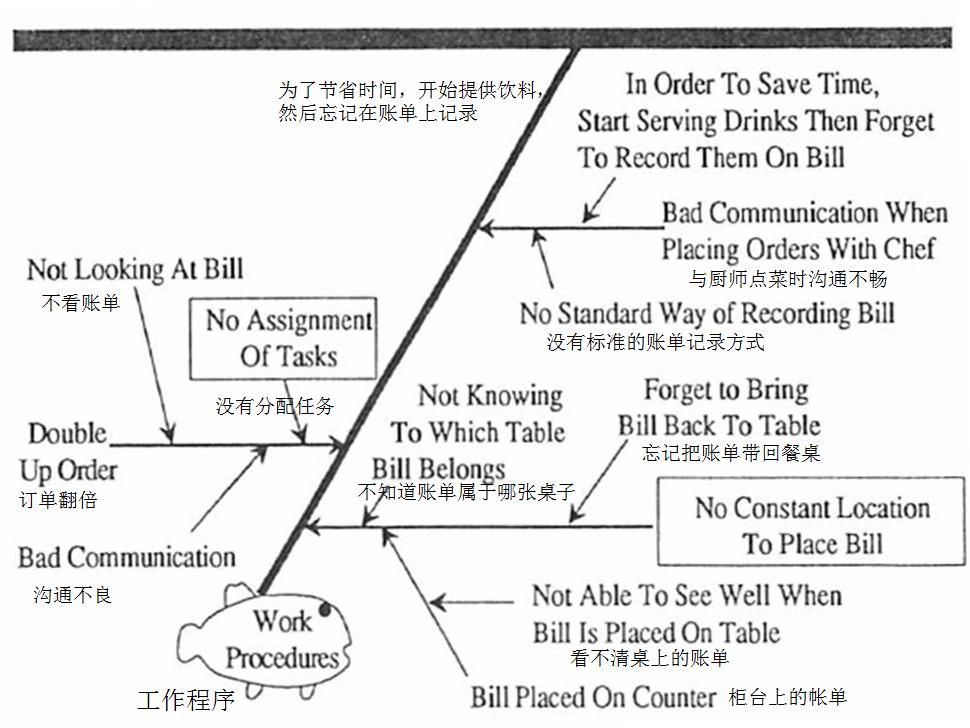 为了节省时间，开始提供饮料，
然后忘记在账单上记录
In Order To Save Time,
Start Serving Drinks Then Forget
To Record Them On Bill
Bad Communication When
Placing Orders With Chef
与厨师点菜时沟通不畅
No Standard Way of Recording Bill
没有标准的账单记录方式
Not Looking At Bill
不看账单
No Assignment
Of Tasks
没有分配任务
Double
Up Order
订单翻倍
Bad Communication
沟通不良
Not Knowing
To Which Table
Bill Belongs
不知道账单属于哪张桌子
Forget to Bring
Bill Back To Table
忘记把账单带回餐桌
No Constant Location
To Place Bill
Not Able To See Well When
Bill Is Placed On Table
看不清桌上的账单
Bill Placed On Counter 柜台上的帐单
Work
Procedures
工作程序